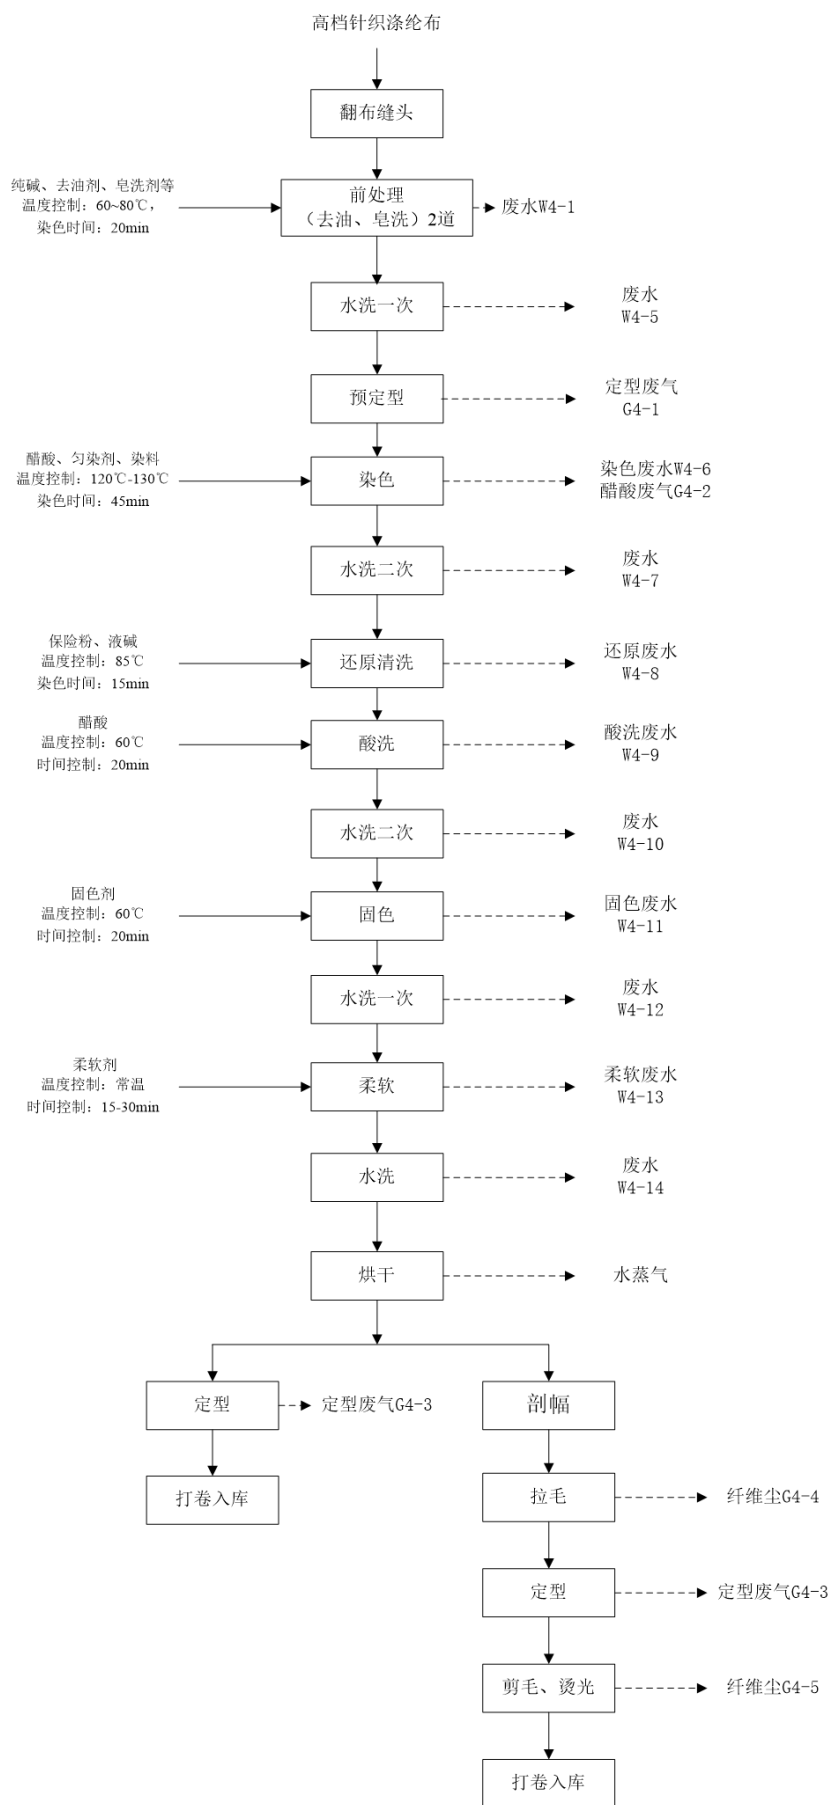 高档针织涤纶布
翻布缝头
纯碱、去油剂、皂洗剂等
温度控制：60~80℃，
染色时间：20min
前处理
（去油、皂洗）2道
废水W4-1
水洗一次
废水
W4-5
预定型
定型废气
G4-1
醋酸、匀染剂、染料
温度控制：120℃-130℃
染色时间：45min
染色
染色废水W4-6
醋酸废气G4-2
水洗二次
废水
W4-7
保险粉、液碱
温度控制：85℃
染色时间：15min
还原清洗
还原废水
W4-8
醋酸
温度控制：60℃
时间控制：20min
酸洗
酸洗废水
W4-9
水洗二次
废水
W4-10
固色剂
温度控制：60℃
时间控制：20min
固色
固色废水
W4-11
水洗一次
废水
W4-12
柔软剂
温度控制：常温
时间控制：15-30min
柔软
柔软废水
W4-13
水洗
废水
W4-14
烘干
水蒸气
定型
定型废气G4-3
剖幅
打卷入库
拉毛
纤维尘G4-4
定型
定型废气G4-3
剪毛、烫光
纤维尘G4-5
打卷入库